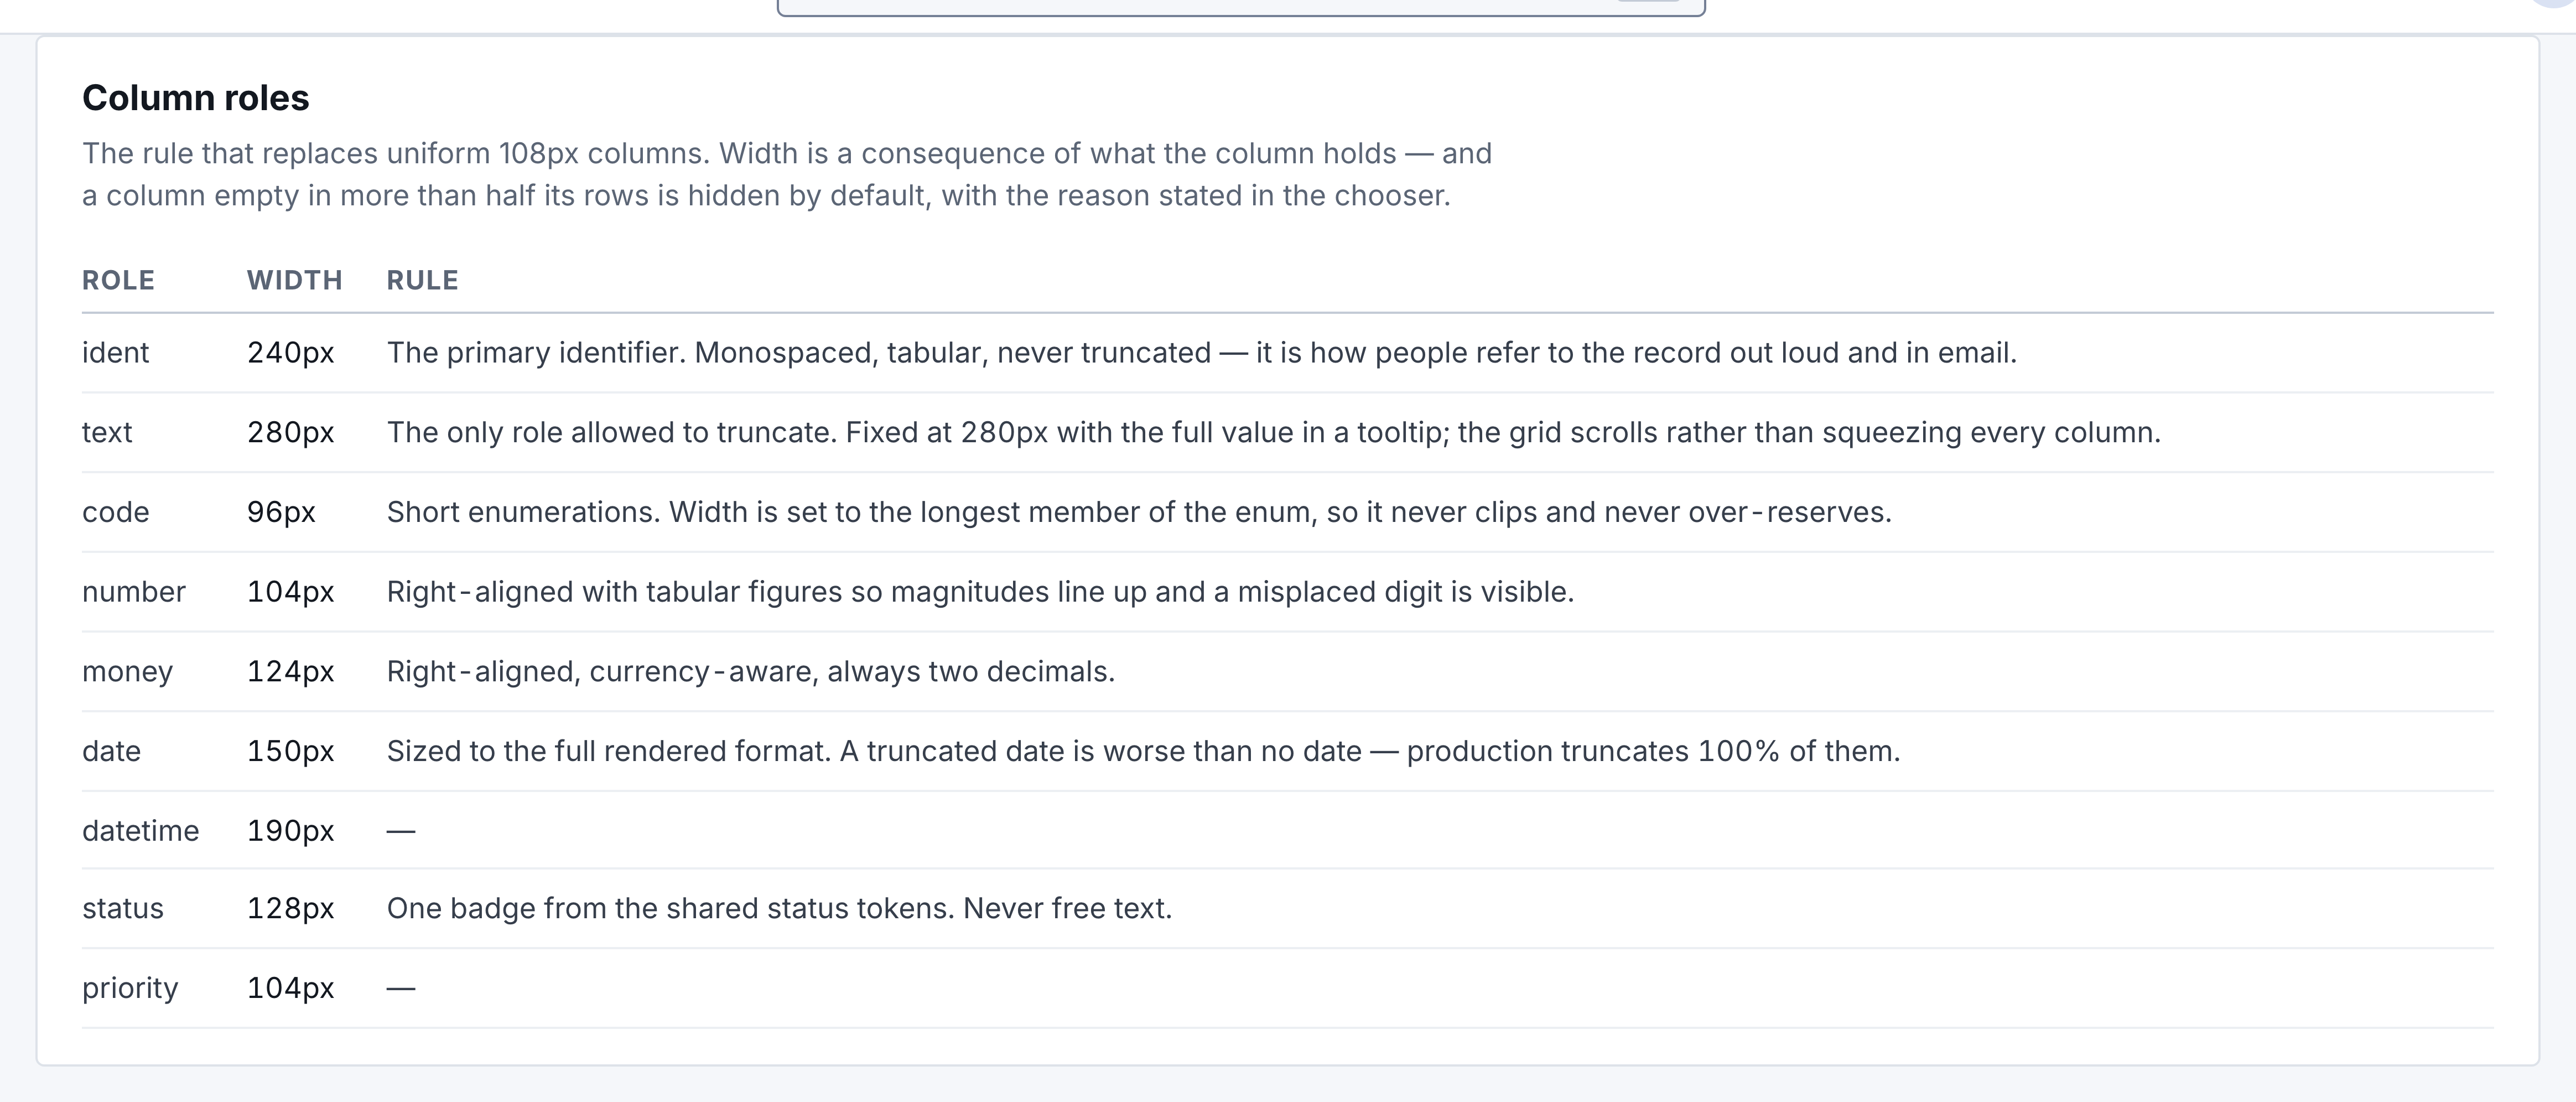 Column roles
The rule that replaces uniform 108px columns. Width is a consequence of what the column holds — and
a column empty in more than half its rows is hidden by default, with the reason stated in the chooser.
ROLE WIDTH RULE
ident 240px The primary identifier. Monospaced, tabular, never truncated — it is how people refer to the record out loud and in email.
text 280px The only role allowed to truncate. Fixed at 280px with the full value in a tooltip; the grid scrolls rather than squeezing every column.
code 96px Short enumerations. Width is set to the longest member of the enum, so it never clips and never over-reserves.
number 104px Right-aligned with tabular figures so magnitudes line up and a misplaced digit is visible.
money 124px Right-aligned, currency-aware, always two decimals.
date 150px Sized to the full rendered format. A truncated date is worse than no date — production truncates 100% of them.
datetime 190px —
status 128px One badge from the shared status tokens. Never free text.
priority 104px —